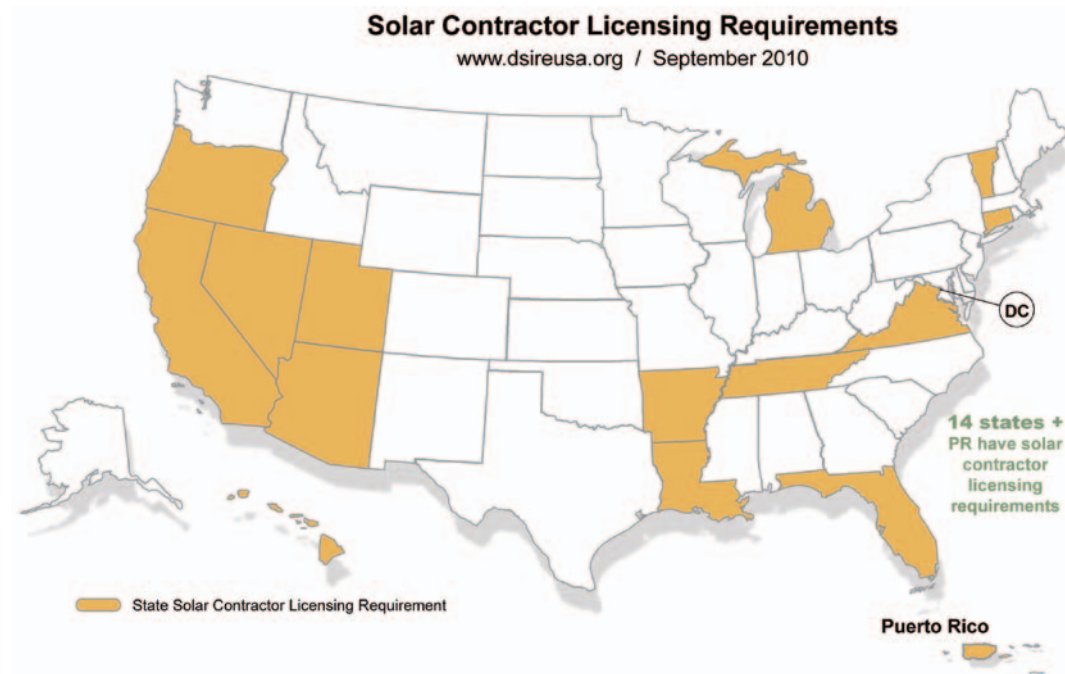 Solar Contractor Licensing Requirements
www.dsireusa.org / September 2010
DC
14 states +
PR have solar
contractor
licensing
requirements
State Solar Contractor Licensing Requirement
Puerto Rico